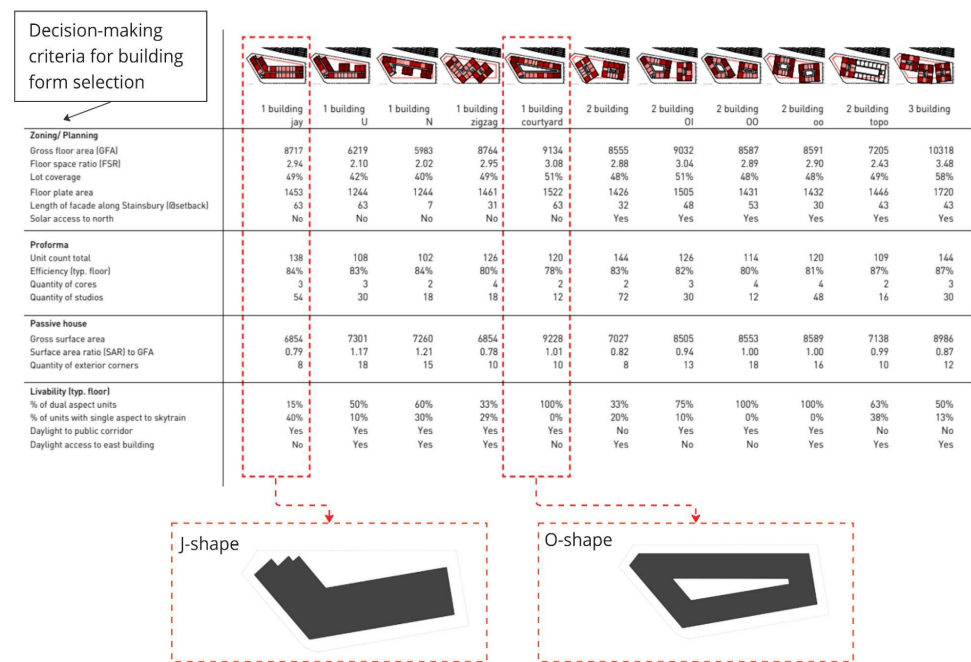 Decision-making
criteria for building
form selection
1 building 1 building 1 building 1 building 1 building 2 building 2 building 2 building 2 building 2 building 3 building
jay U N zigzag courtyard OI OO oo topo
Zoning/ Planning
Gross floor area (GFA) 8717 6219 5983 8764 9134 8555 9032 8587 8591 7205 10318
Floor space ratio (FSR) 2.94 2.10 2.02 2.95 3.08 2.88 3.04 2.89 2.90 2.43 3.48
Lot coverage 49% 42% 40% 49% 51% 48% 51% 48% 48% 49% 58%
Floor plate area 1453 1244 1244 1461 1522 1426 1505 1431 1432 1446 1720
Length of facade along Stainsbury (@setback) 63 63 7 31 63 32 48 53 30 43 43
Solar access to north No No No No No Yes Yes Yes Yes Yes Yes
Proforma
Unit count total 138 108 102 126 120 144 126 114 120 109 144
Efficiency (typ. floor) 84% 83% 84% 80% 78% 83% 82% 80% 81% 87% 87%
Quantity of cores 3 3 2 4 2 2 3 4 4 2 3
Quantity of studios 54 30 18 18 12 72 30 12 48 16 30
Passive house
Gross surface area 6854 7301 7260 6854 9228 7027 8505 8553 8589 7138 8986
Surface area ratio (SAR) to GFA 0.79 1.17 1.21 0.78 1.01 0.82 0.94 1.00 1.00 0.99 0.87
Quantity of exterior corners 8 18 15 10 10 8 13 18 16 10 12
Livability (typ. floor)
% of dual aspect units 15% 50% 60% 33% 100% 33% 75% 100% 100% 63% 50%
% of units with single aspect to skytrain 40% 10% 30% 29% 0% 20% 10% 0% 0% 38% 13%
Daylight to public corridor Yes Yes Yes Yes Yes No Yes Yes Yes No No
Daylight access to east building No Yes Yes Yes No Yes No No Yes Yes Yes
J-shape
O-shape